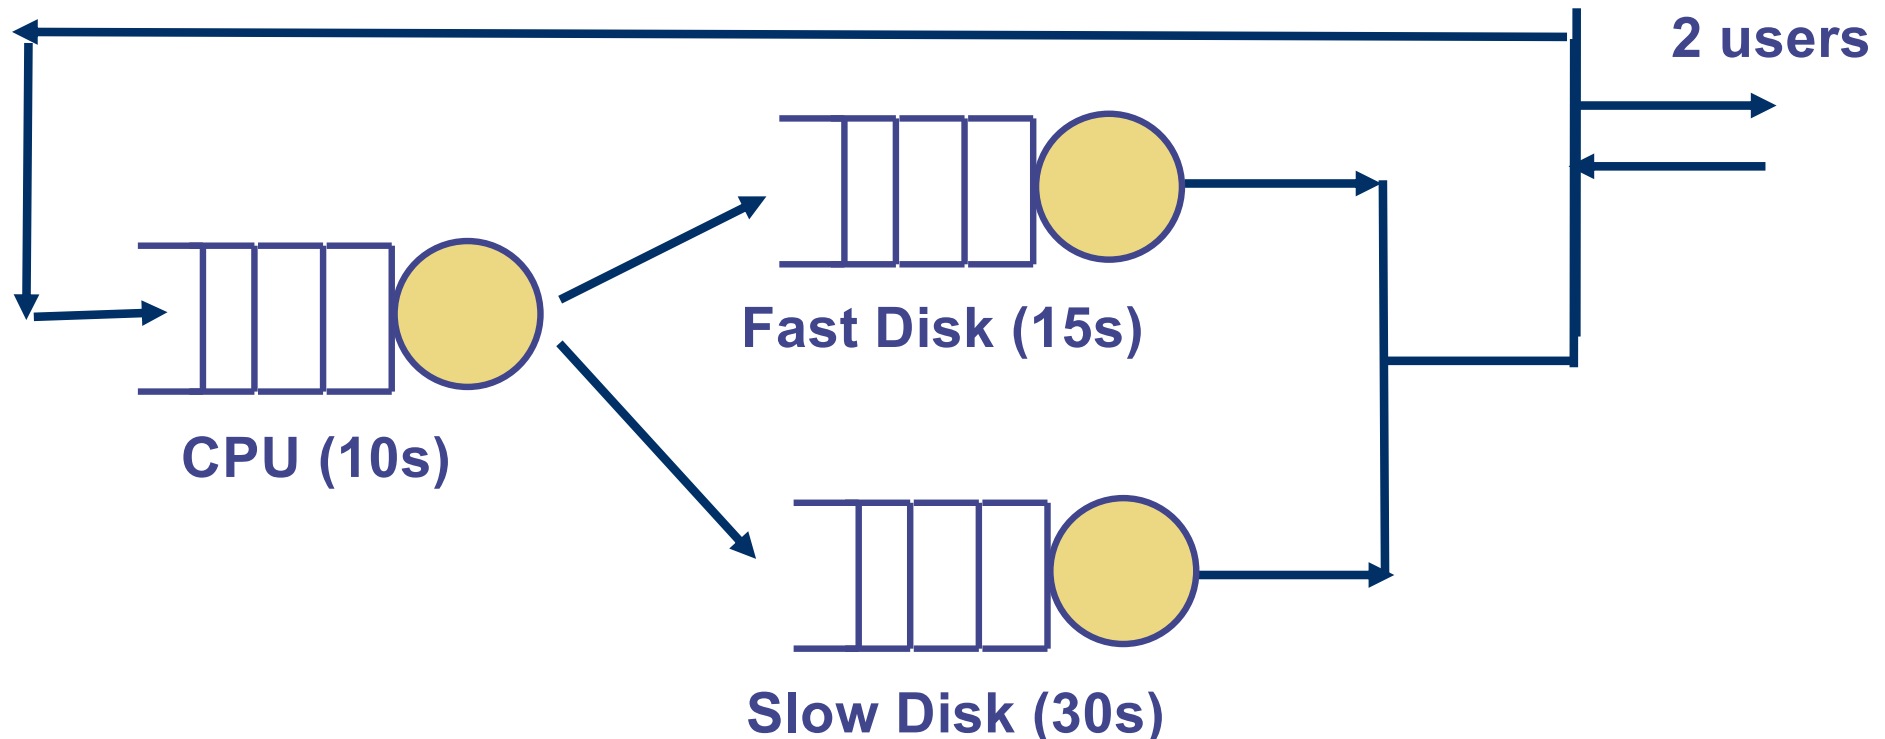 2 users
Fast Disk (15s)
CPU (10s)
Slow Disk (30s)